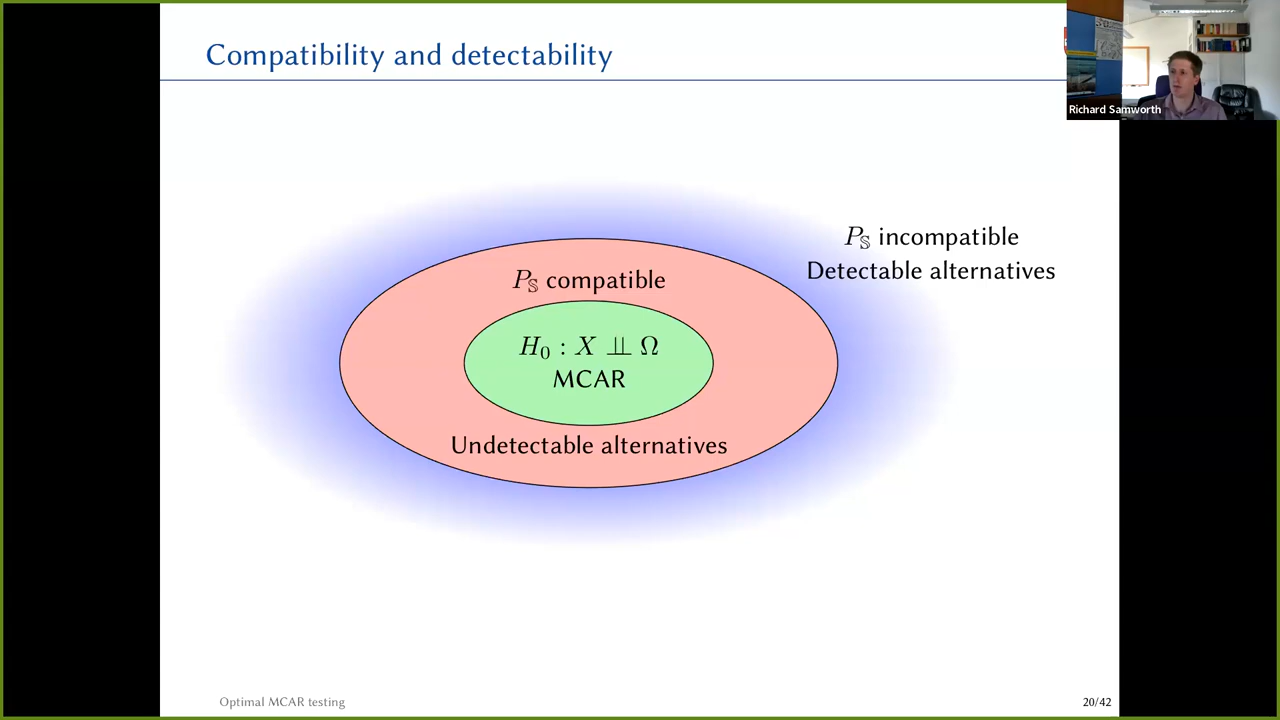 Compatibility and detectability
Richard Samworth
P_𝕊 incompatible
Detectable alternatives
P_𝕊 compatible
H₀ : X ⫫ Ω
MCAR
Undetectable alternatives
Optimal MCAR testing
20/42